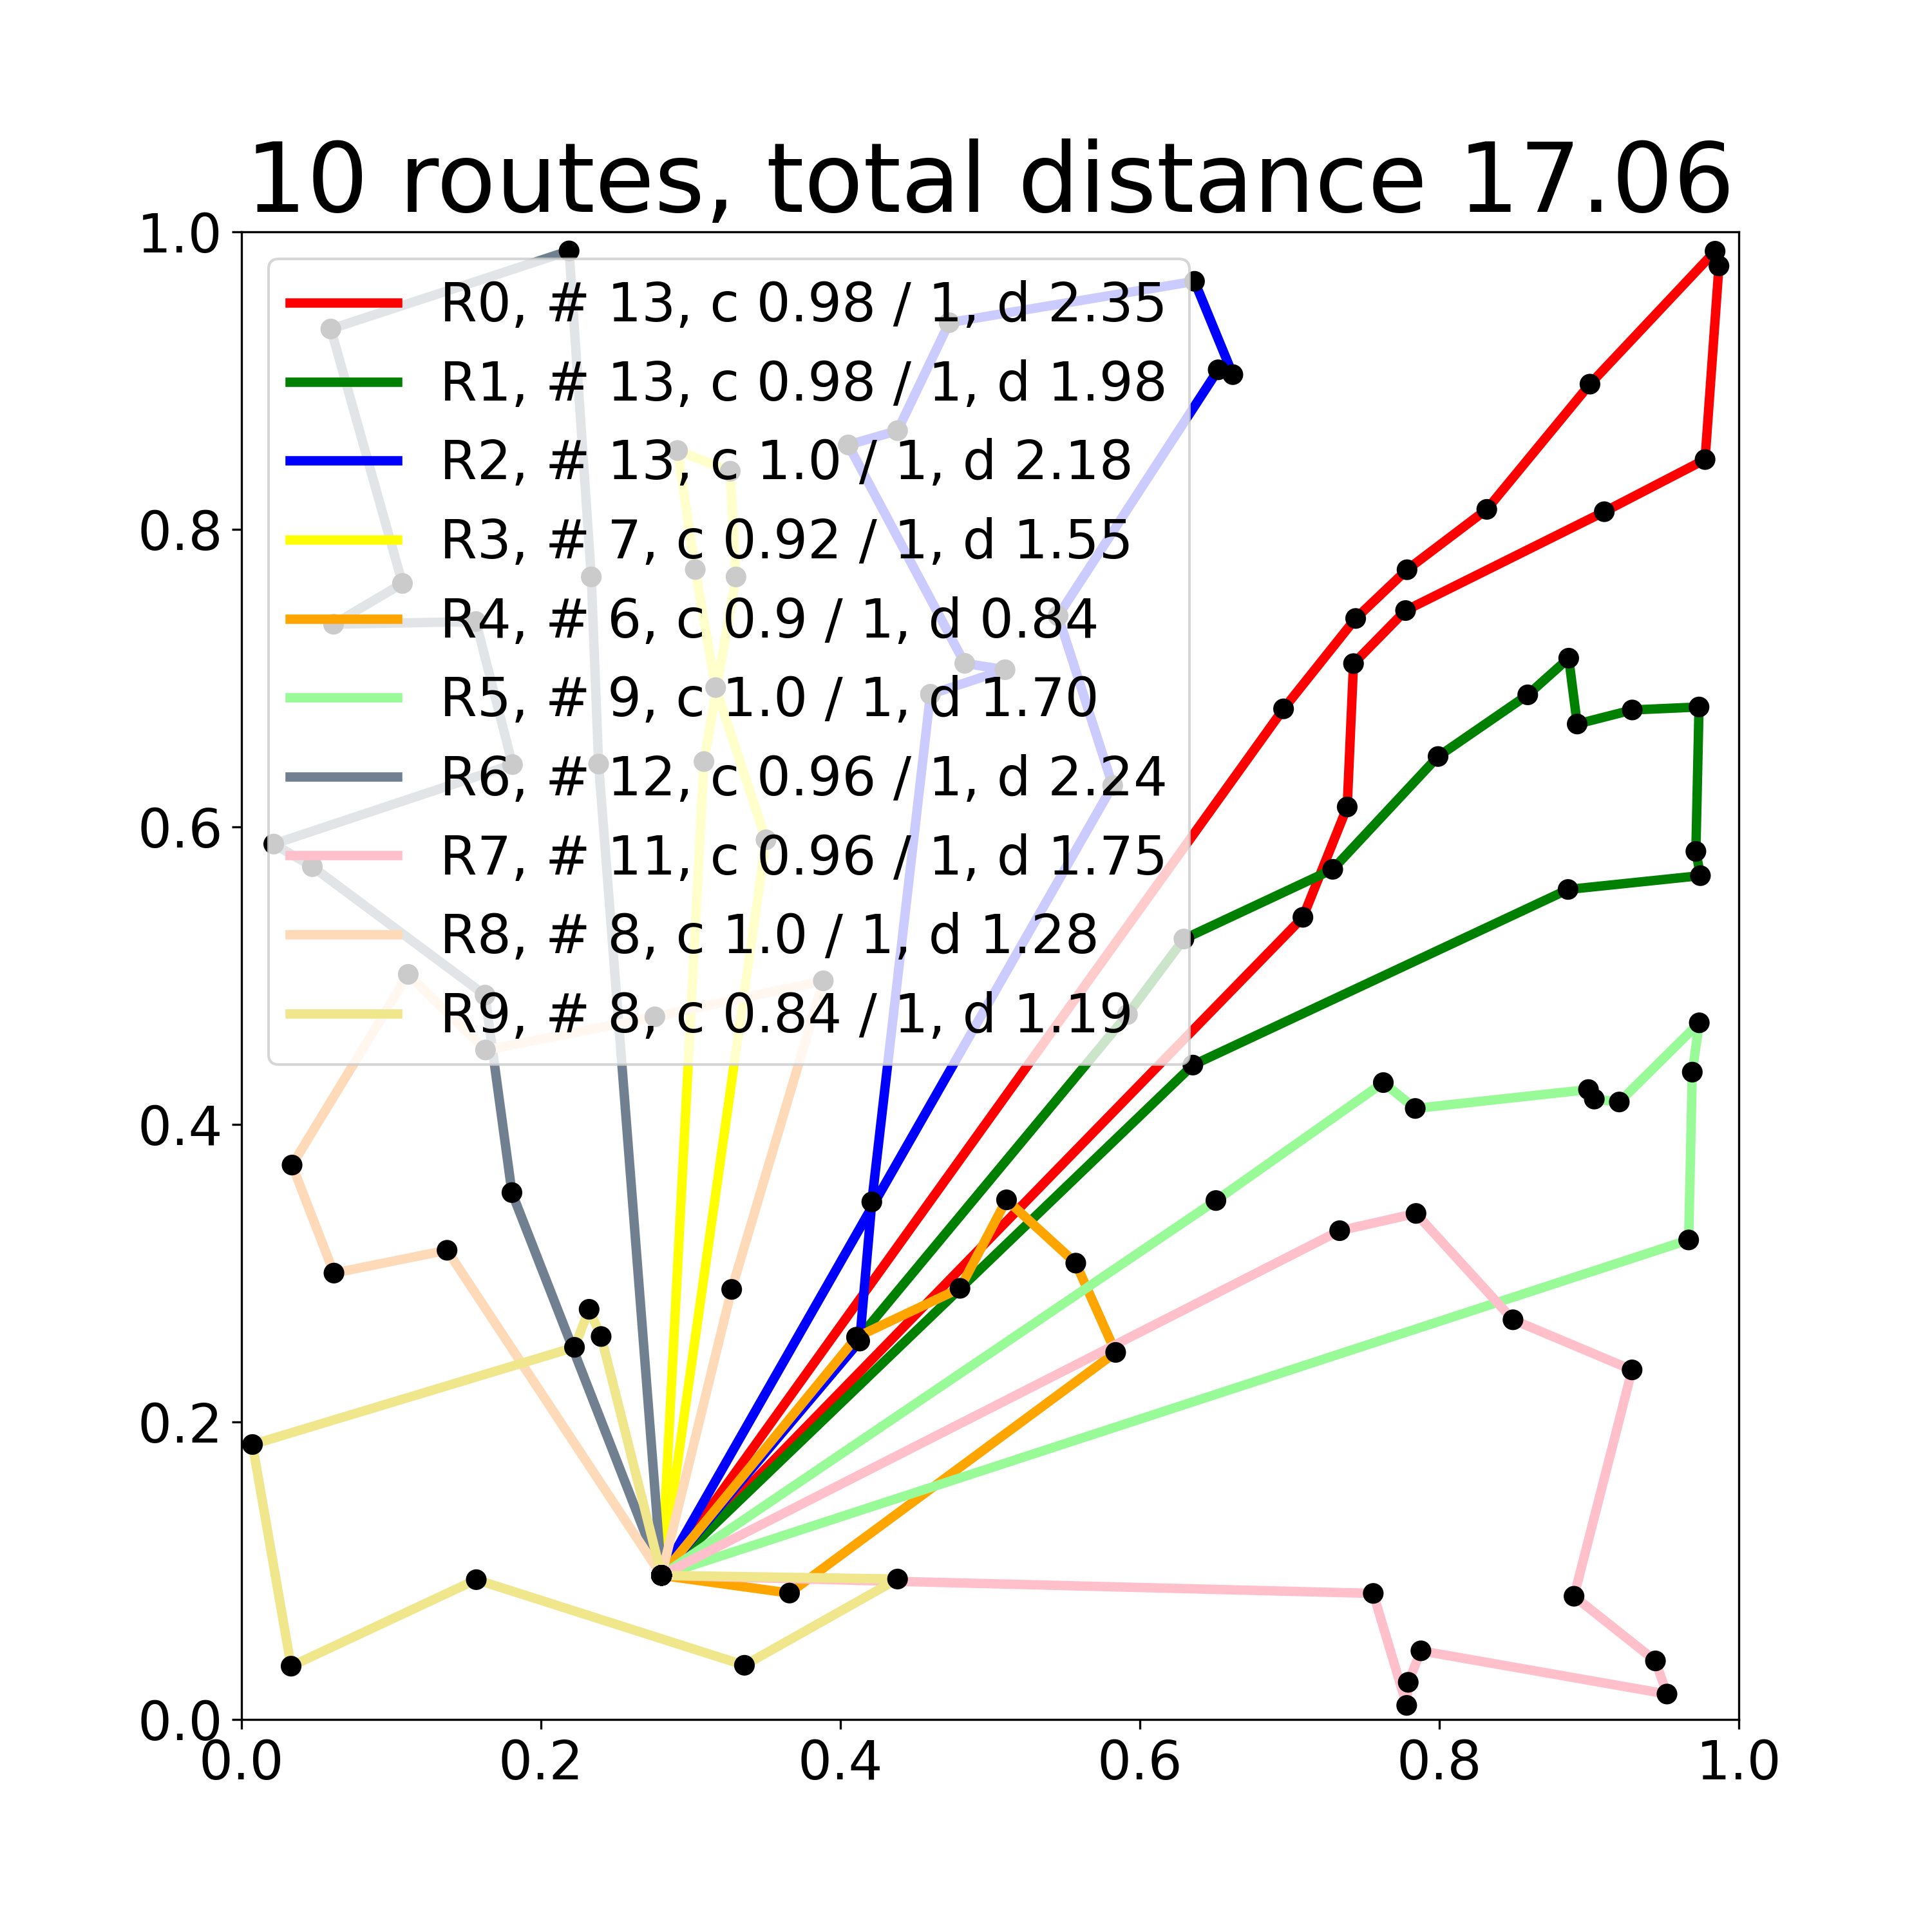 10 routes, total distance 17.06
1.0
0.8
0.6
0.4
0.2
0.0
R0, # 13, c 0.98 / 1, d 2.35
R1, # 13, c 0.98 / 1, d 1.98
R2, # 13, c 1.0 / 1, d 2.18
R3, # 7, c 0.92 / 1, d 1.55
R4, # 6, c 0.9 / 1, d 0.84
R5, # 9, c 1.0 / 1, d 1.70
R6, # 12, c 0.96 / 1, d 2.24
R7, # 11, c 0.96 / 1, d 1.75
R8, # 8, c 1.0 / 1, d 1.28
R9, # 8, c 0.84 / 1, d 1.19
0.0 0.2 0.4 0.6 0.8 1.0